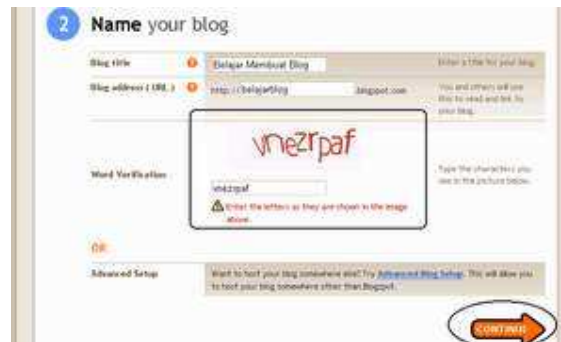 2 Name your blog
Blog title
Belajar Membuat Blog
Enter a title for your blog.
Blog address ( URL )
http://belajarblog .blogspot.com
You and others will use
this to read and link to
your blog.
vnezrpaf
Word Verification
Type the characters you
see in the picture below.
vnezrpaf
Enter the letters as they are shown in the image
above.
OR
Advanced Setup
Want to host your blog somewhere else? Try Advanced Blog Setup. This will allow you
to host your blog somewhere other than Blogspot.
CONTINUE